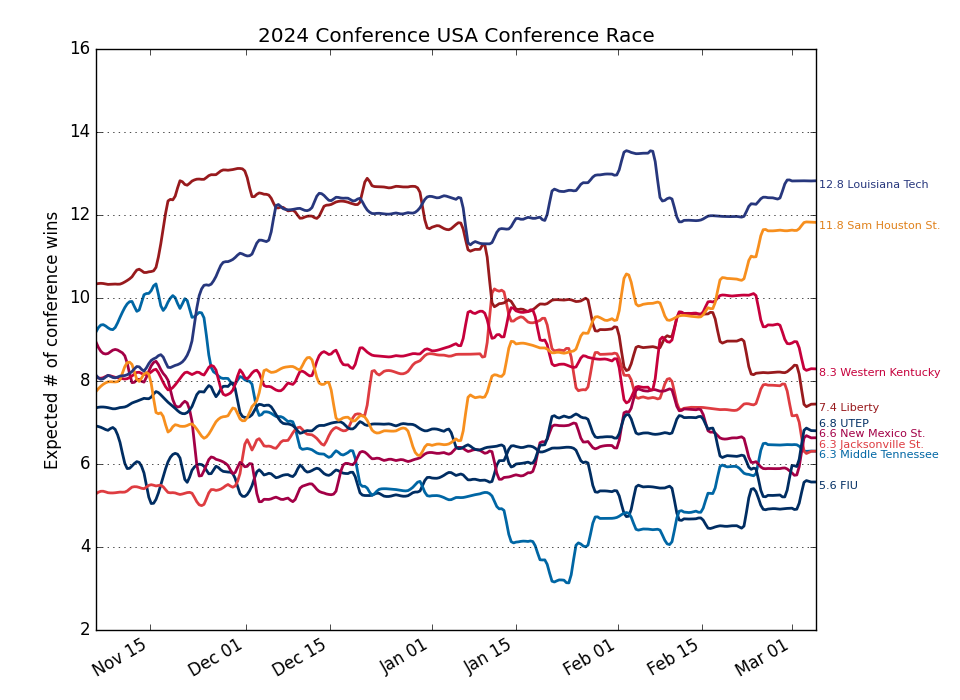 2024 Conference USA Conference Race
Expected # of conference wins
16
14
12
10
8
6
4
2
Nov 15
Dec 01
Dec 15
Jan 01
Jan 15
Feb 01
Feb 15
Mar 01
12.8 Louisiana Tech
11.8 Sam Houston St.
8.3 Western Kentucky
7.4 Liberty
6.8 UTEP
6.6 New Mexico St.
6.3 Jacksonville St.
6.3 Middle Tennessee
5.6 FIU